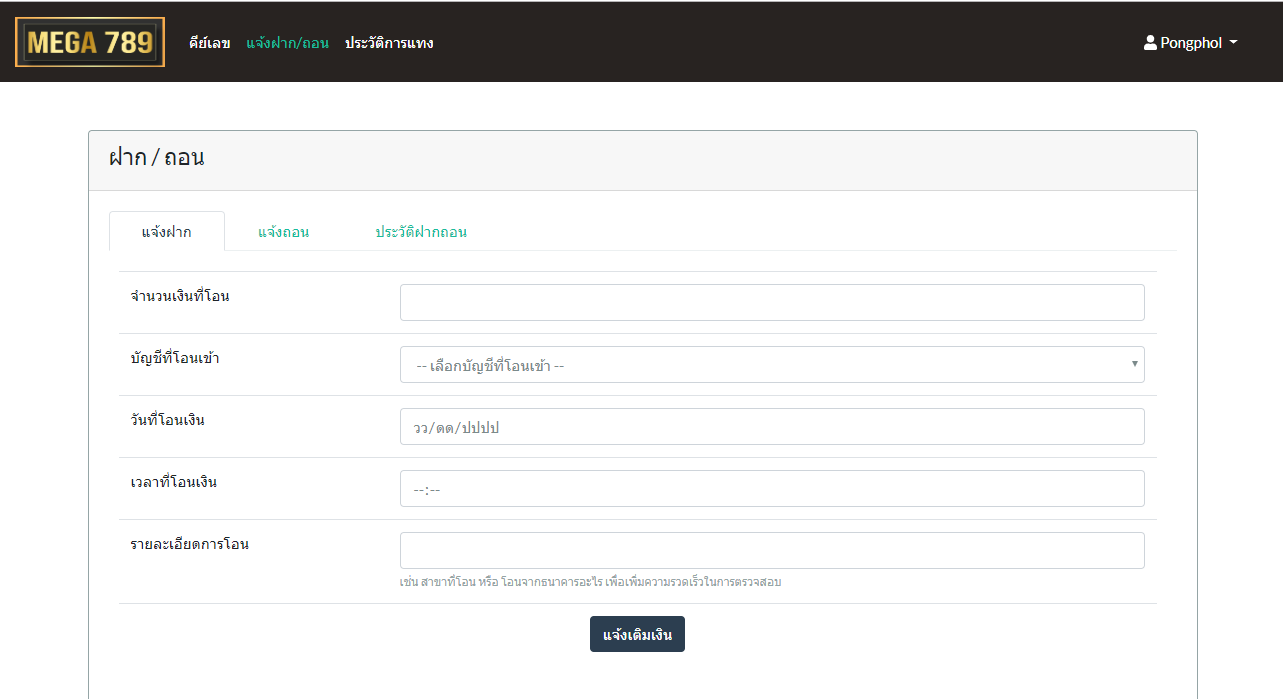 MEGA 789 คีย์เลข แจ้งฝาก/ถอน ประวัติการแทง Pongphol
ฝาก / ถอน
แจ้งฝาก แจ้งถอน ประวัติฝากถอน
จำนวนเงินที่โอน
บัญชีที่โอนเข้า -- เลือกบัญชีที่โอนเข้า --
วันที่โอนเงิน วว/ดด/ปปปป
เวลาที่โอนเงิน --:--
รายละเอียดการโอน
เช่น สาขาที่โอน หรือ โอนจากธนาคารอะไร เพื่อเพิ่มความรวดเร็วในการตรวจสอบ
แจ้งเติมเงิน